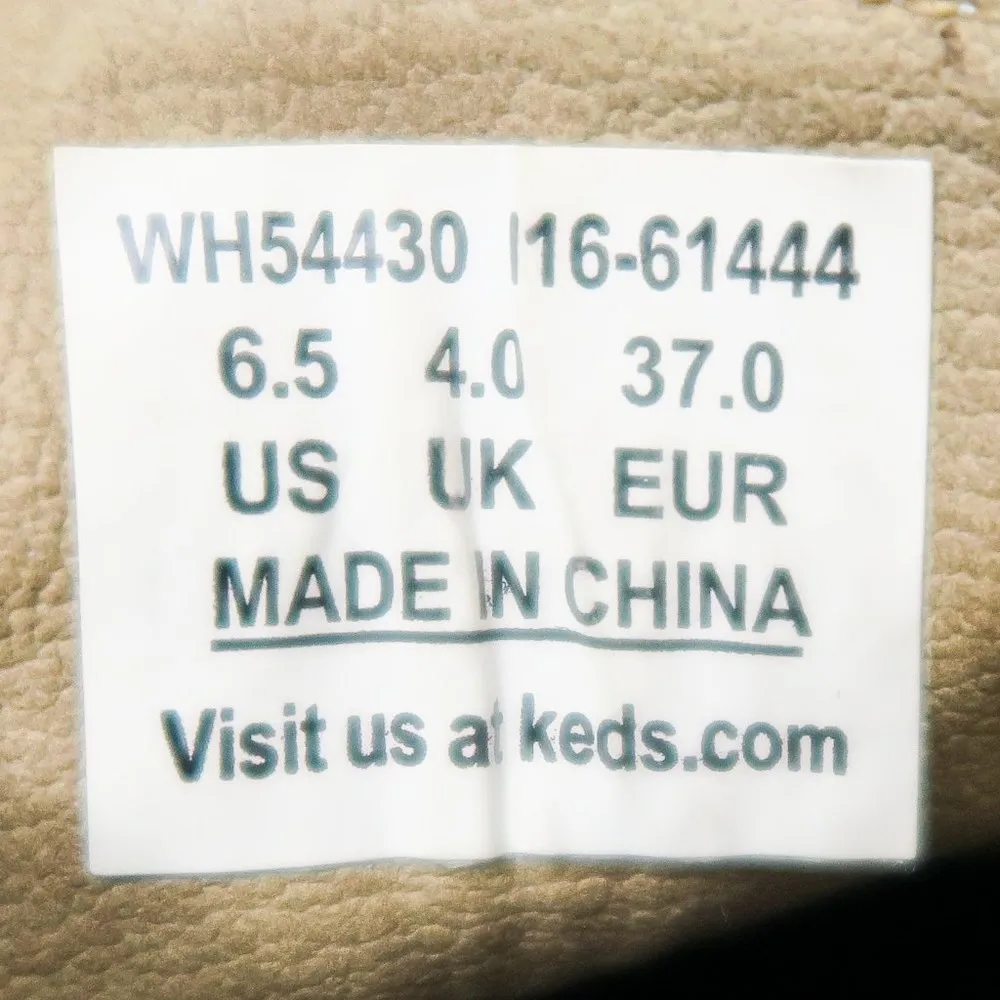 WH54430 116-61444
6.5 4.0 37.0
US UK EUR
MADE IN CHINA
Visit us at keds.com